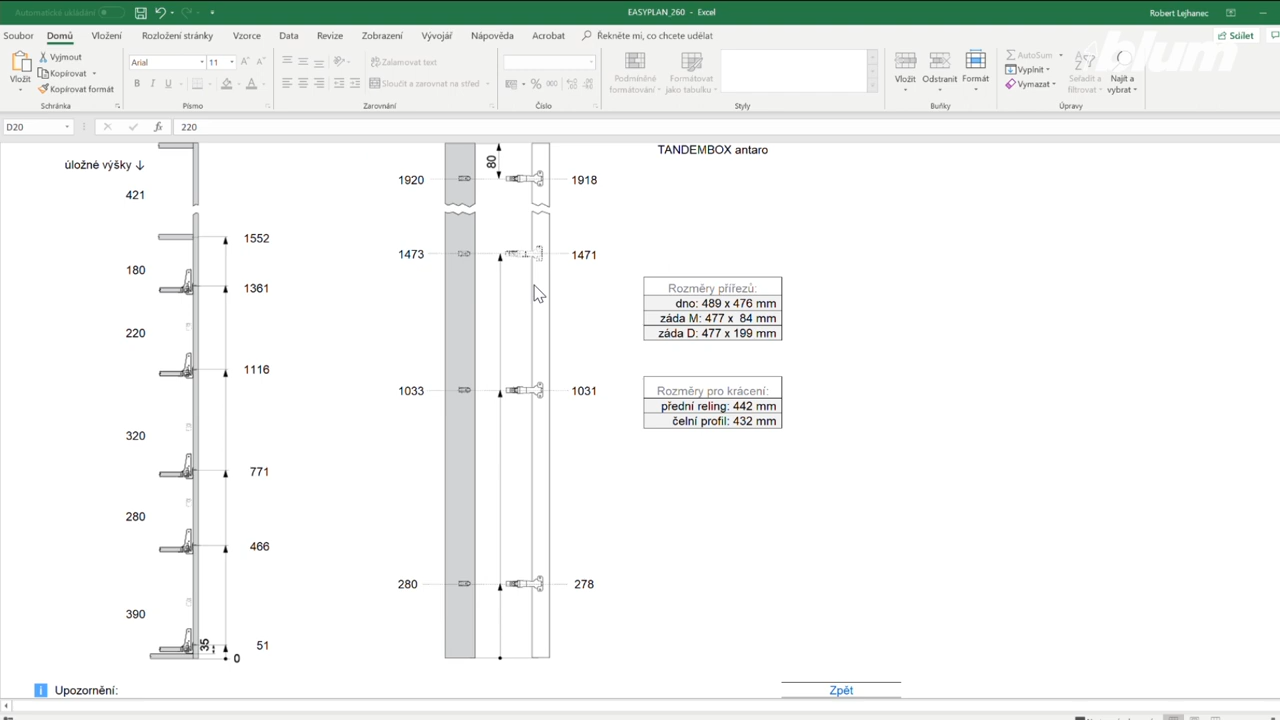 Automatické ukládání
EASYPLAN_260 - Excel
Robert Lejhanec
Soubor Domů Vložení Rozložení stránky Vzorce Data Revize Zobrazení Vývojář Nápověda Acrobat Řekněte mi, co chcete udělat Sdílet
Vložit
Vyjmout
Kopírovat
Kopírovat formát
Schránka
Arial 11
B I U
Písmo
Zalamovat text
Sloučit a zarovnat na střed
Zarovnání
% 000
Číslo
Podmíněné formátování
Formátovat jako tabulku
Styly
Vložit Odstranit Formát
Buňky
AutoSum
Vyplnit
Vymazat
Seřadit a filtrovat
Najít a vybrat
Úpravy
blum
D20 fx 220
úložné výšky ↓
80
TANDEMBOX antaro
1920 1918
421
1552
1473 1471
180
1361
220
1116
1033 1031
320
771
280
466
280 278
390
35
51
0
Rozměry přířezů:
dno: 489 x 476 mm
záda M: 477 x 84 mm
záda D: 477 x 199 mm
Rozměry pro krácení:
přední reling: 442 mm
čelní profil: 432 mm
i Upozornění:
Zpět